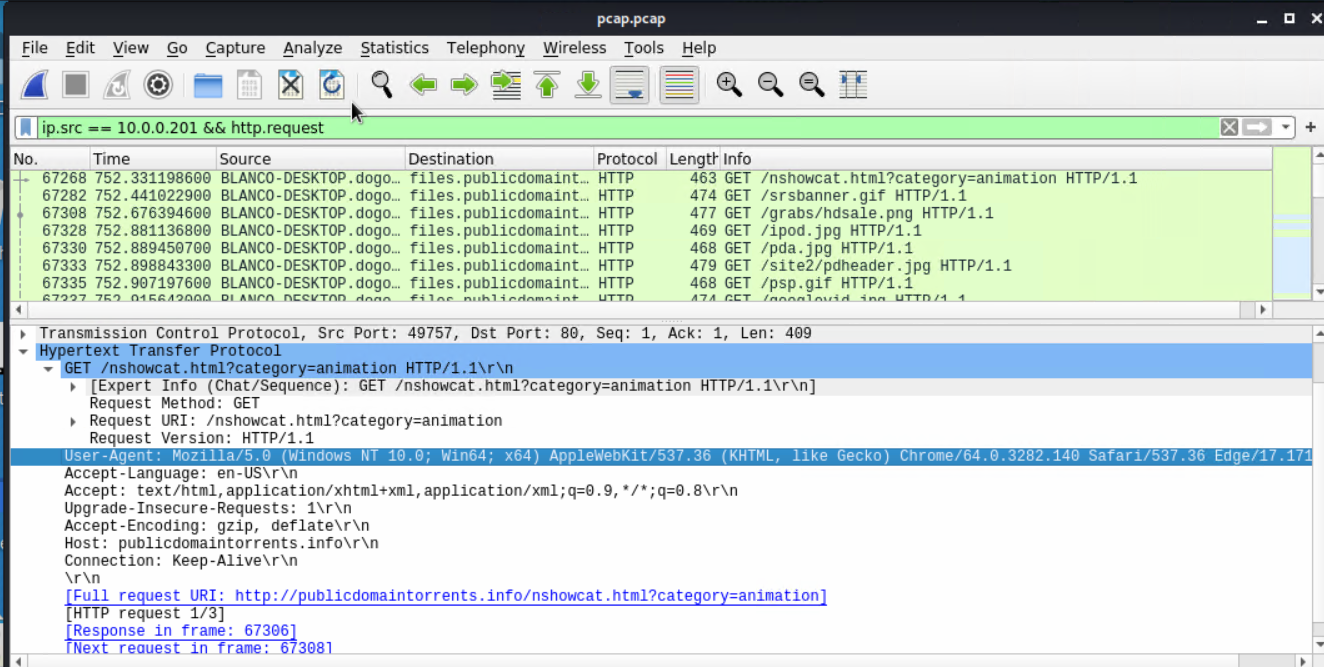 pcap.pcap
File Edit View Go Capture Analyze Statistics Telephony Wireless Tools Help
ip.src == 10.0.0.201 && http.request
No. Time Source Destination Protocol Length Info
67268 752.331198600 BLANCO-DESKTOP.dogo… files.publicdomaint… HTTP 463 GET /nshowcat.html?category=animation HTTP/1.1
67282 752.441022900 BLANCO-DESKTOP.dogo… files.publicdomaint… HTTP 474 GET /srsbanner.gif HTTP/1.1
67308 752.676394600 BLANCO-DESKTOP.dogo… files.publicdomaint… HTTP 477 GET /grabs/hdsale.png HTTP/1.1
67328 752.881136800 BLANCO-DESKTOP.dogo… files.publicdomaint… HTTP 469 GET /ipod.jpg HTTP/1.1
67330 752.889450700 BLANCO-DESKTOP.dogo… files.publicdomaint… HTTP 468 GET /pda.jpg HTTP/1.1
67333 752.898843300 BLANCO-DESKTOP.dogo… files.publicdomaint… HTTP 479 GET /site2/pdheader.jpg HTTP/1.1
67335 752.907197600 BLANCO-DESKTOP.dogo… files.publicdomaint… HTTP 468 GET /psp.gif HTTP/1.1
67337 752.915643000 BLANCO-DESKTOP.dogo… files.publicdomaint… HTTP 474 GET /googlevid.jpg HTTP/1.1
Transmission Control Protocol, Src Port: 49757, Dst Port: 80, Seq: 1, Ack: 1, Len: 409
Hypertext Transfer Protocol
GET /nshowcat.html?category=animation HTTP/1.1\r\n
[Expert Info (Chat/Sequence): GET /nshowcat.html?category=animation HTTP/1.1\r\n]
Request Method: GET
Request URI: /nshowcat.html?category=animation
Request Version: HTTP/1.1
User-Agent: Mozilla/5.0 (Windows NT 10.0; Win64; x64) AppleWebKit/537.36 (KHTML, like Gecko) Chrome/64.0.3282.140 Safari/537.36 Edge/17.171
Accept-Language: en-US\r\n
Accept: text/html,application/xhtml+xml,application/xml;q=0.9,*/*;q=0.8\r\n
Upgrade-Insecure-Requests: 1\r\n
Accept-Encoding: gzip, deflate\r\n
Host: publicdomaintorrents.info\r\n
Connection: Keep-Alive\r\n
\r\n
[Full request URI: http://publicdomaintorrents.info/nshowcat.html?category=animation]
[HTTP request 1/3]
[Response in frame: 67306]
[Next request in frame: 67308]